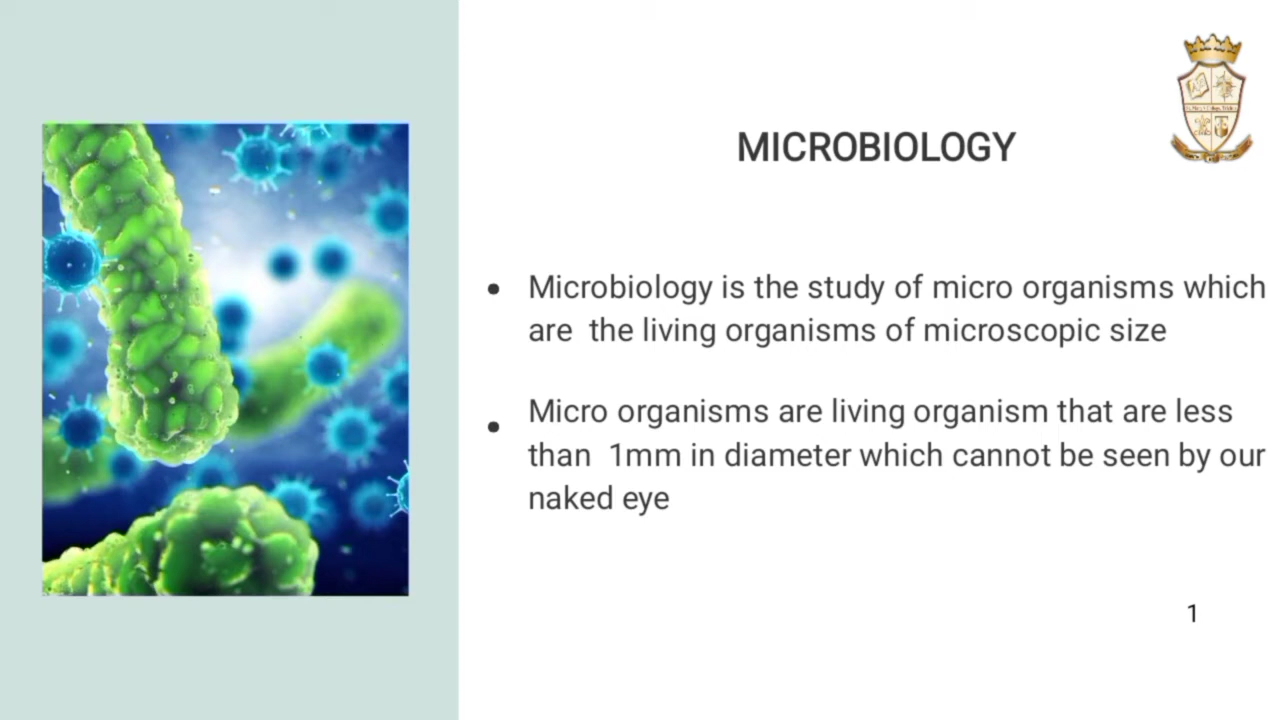 MICROBIOLOGY
• Microbiology is the study of micro organisms which
are  the living organisms of microscopic size
• Micro organisms are living organism that are less
than  1mm in diameter which cannot be seen by our
naked eye
1